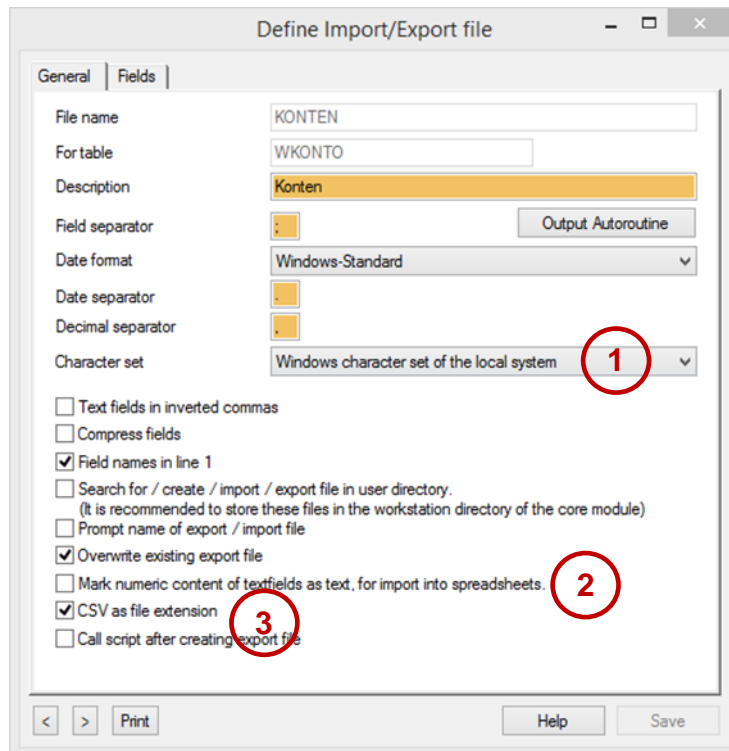 Define Import/Export file
General Fields
File name KONTEN
For table WKONTO
Description Konten
Field separator ; Output Autoroutine
Date format Windows-Standard
Date separator .
Decimal separator ,
Character set Windows character set of the local system 1
Text fields in inverted commas
Compress fields
Field names in line 1
Search for / create / import / export file in user directory.
(It is recommended to store these files in the workstation directory of the core module)
Prompt name of export / import file
Overwrite existing export file
Mark numeric content of textfields as text, for import into spreadsheets. 2
CSV as file extension 3
Call script after creating export file
< > Print Help Save